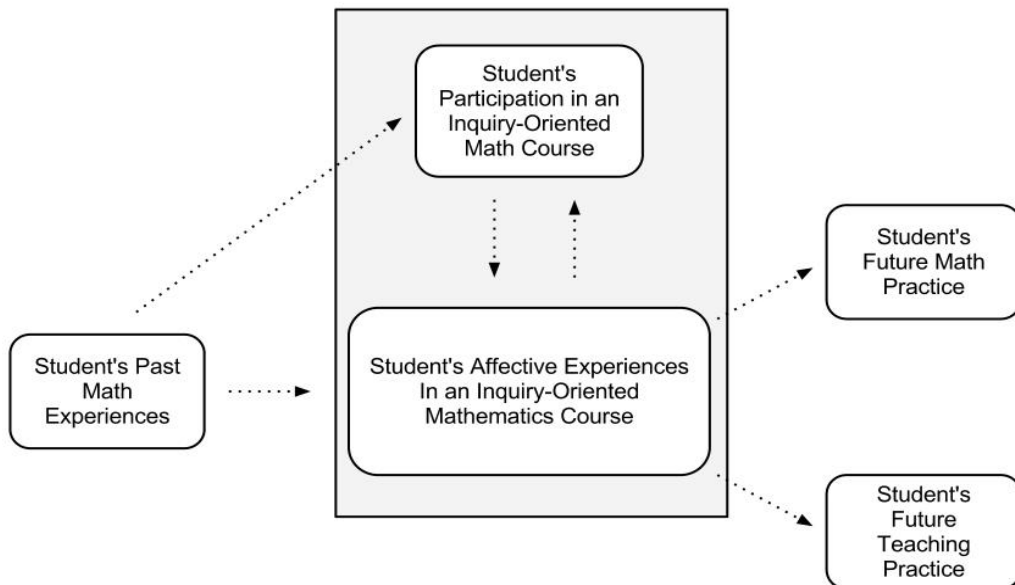 Student's
Participation in an
Inquiry-Oriented
Math Course
Student's
Future Math
Practice
Student's Past
Math
Experiences
Student's Affective Experiences
In an Inquiry-Oriented
Mathematics Course
Student's
Future
Teaching
Practice